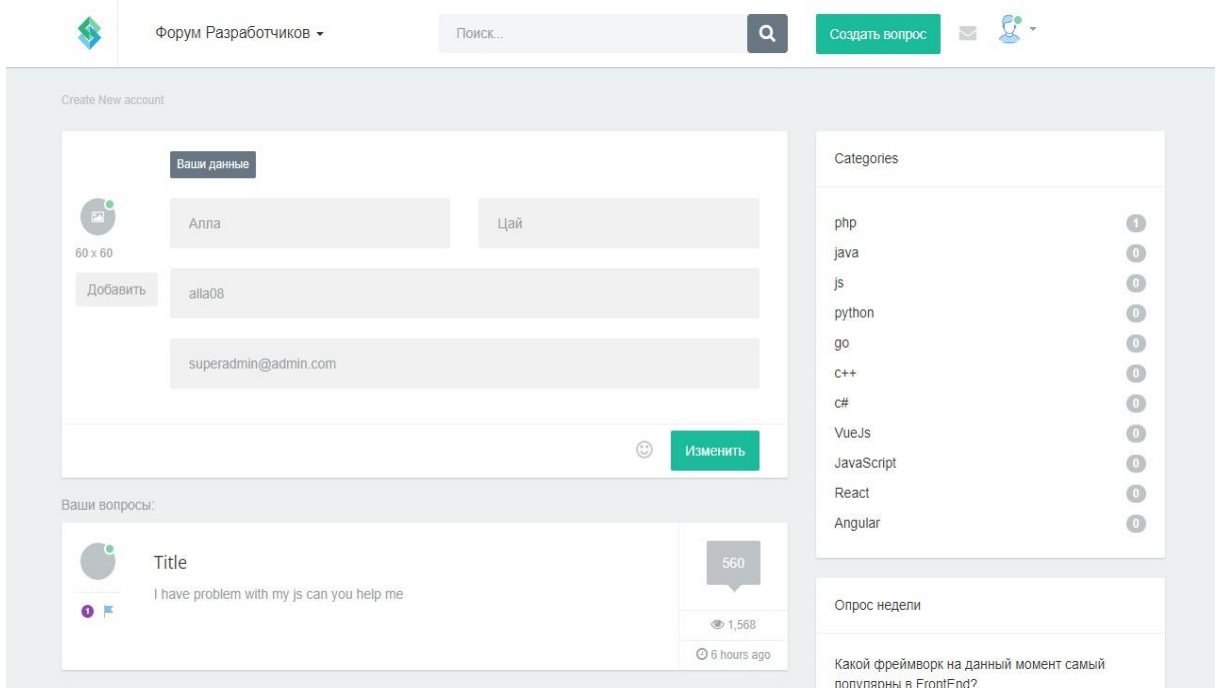 Форум Разработчиков
Поиск...
Создать вопрос
Create New account
Ваши данные
Алла
Цай
60 x 60
Добавить
alla08
superadmin@admin.com
Изменить
Ваши вопросы:
Title
I have problem with my js can you help me
1
560
1,568
6 hours ago
Categories
php 1
java 0
js 0
python 0
go 0
c++ 0
c# 0
VueJs 0
JavaScript 0
React 0
Angular 0
Опрос недели
Какой фреймворк на данный момент самый
популярны в FrontEnd?